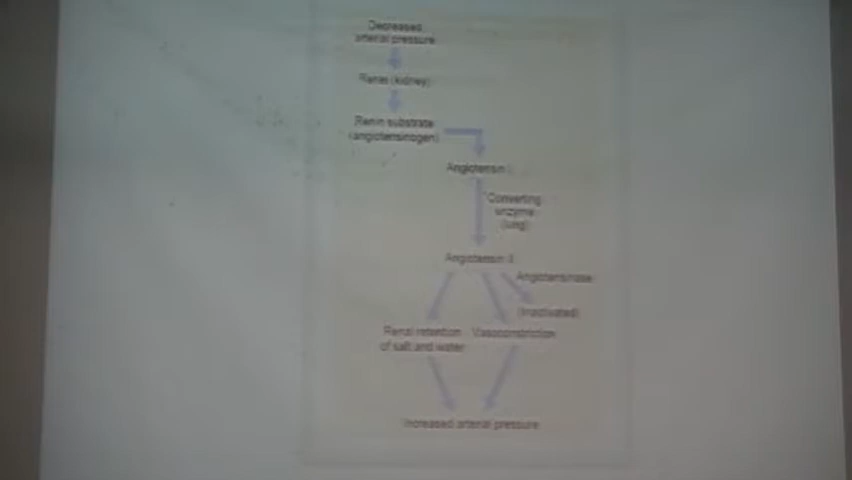 Decreased
arterial pressure
Renin (kidney)
Renin substrate
(angiotensinogen)
Angiotensin I
Converting
enzyme
(lung)
Angiotensin II
Angiotensinase
(Inactivated)
Renal retention
of salt and water
Vasoconstriction
Increased arterial pressure